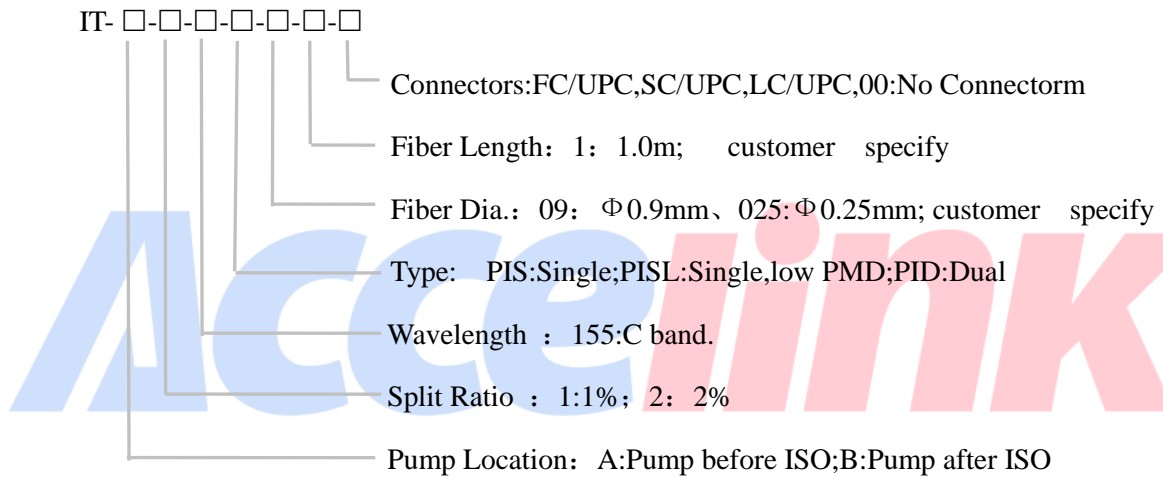 IT- □-□-□-□-□-□-□
Connectors:FC/UPC,SC/UPC,LC/UPC,00:No Connectorm
Fiber Length：1：1.0m; customer specify
Fiber Dia.：09：Φ0.9mm、025:Φ0.25mm; customer specify
Type: PIS:Single;PISL:Single,low PMD;PID:Dual
Accelink
Wavelength ：155:C band.
Split Ratio ：1:1%；2：2%
Pump Location：A:Pump before ISO;B:Pump after ISO